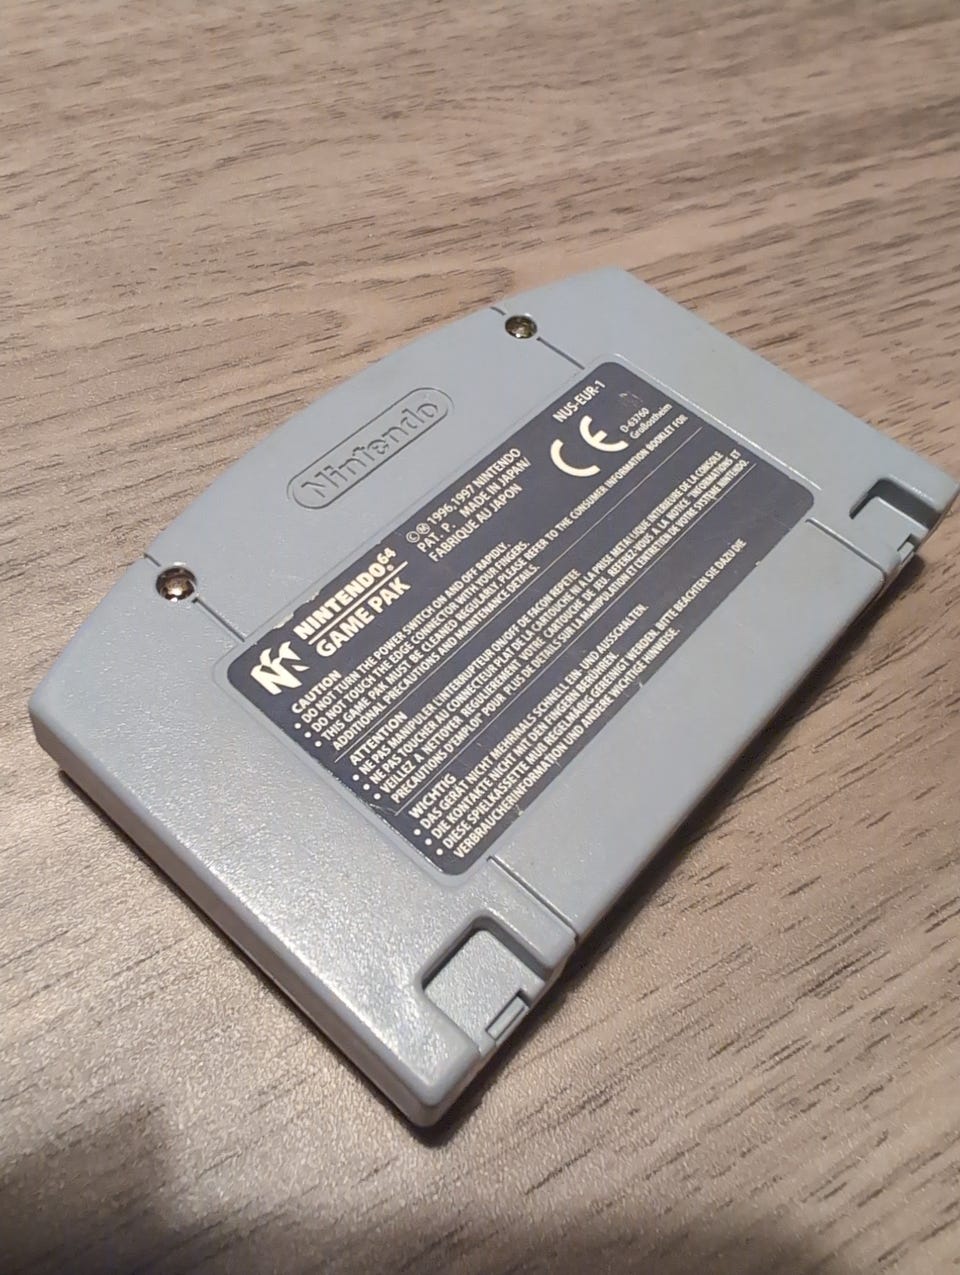 Nintendo
NINTENDO 64
GAME PAK
©® 1996,1997 NINTENDO
PAT. P. MADE IN JAPAN/
FABRIQUE AU JAPON
NUS-EUR-1
CE
D-63760
Großostheim
CAUTION
• DO NOT TURN THE POWER SWITCH ON AND OFF RAPIDLY.
• DO NOT TOUCH THE EDGE CONNECTOR WITH YOUR FINGERS.
• THIS GAME PAK MUST BE CLEANED REGULARLY. PLEASE REFER TO THE CONSUMER INFORMATION BOOKLET FOR
ADDITIONAL PRECAUTIONS AND MAINTENANCE DETAILS.
ATTENTION
• NE PAS MANIPULER L'INTERRUPTEUR ON/OFF DE FACON REPETEE
• NE PAS TOUCHER AU CONNECTEUR PLAT DE LA CARTOUCHE NI A LA PRISE METALLIQUE INTERIEURE DE LA CONSOLE
• VEILLEZ A NETTOYER REGULIEREMENT VOTRE CARTOUCHE DE JEU. REFEREZ-VOUS A LA NOTICE "INFORMATIONS ET
PRECAUTIONS D'EMPLOI" POUR PLUS DE DETAILS SUR LA MANIPULATION ET L'ENTRETIEN DE VOTRE SYSTEME NINTENDO.
WICHTIG
• DAS GERÄT NICHT MEHRMALS SCHNELL EIN- UND AUSSCHALTEN.
• DIE KONTAKTE NICHT MIT DEN FINGERN BERÜHREN.
• DIESE SPIELKASSETTE MUß REGELMÄßIG GEREINIGT WERDEN. BITTE BEACHTEN SIE DAZU DIE
VERBRAUCHERINFORMATION UND ANDERE WICHTIGE HINWEISE.